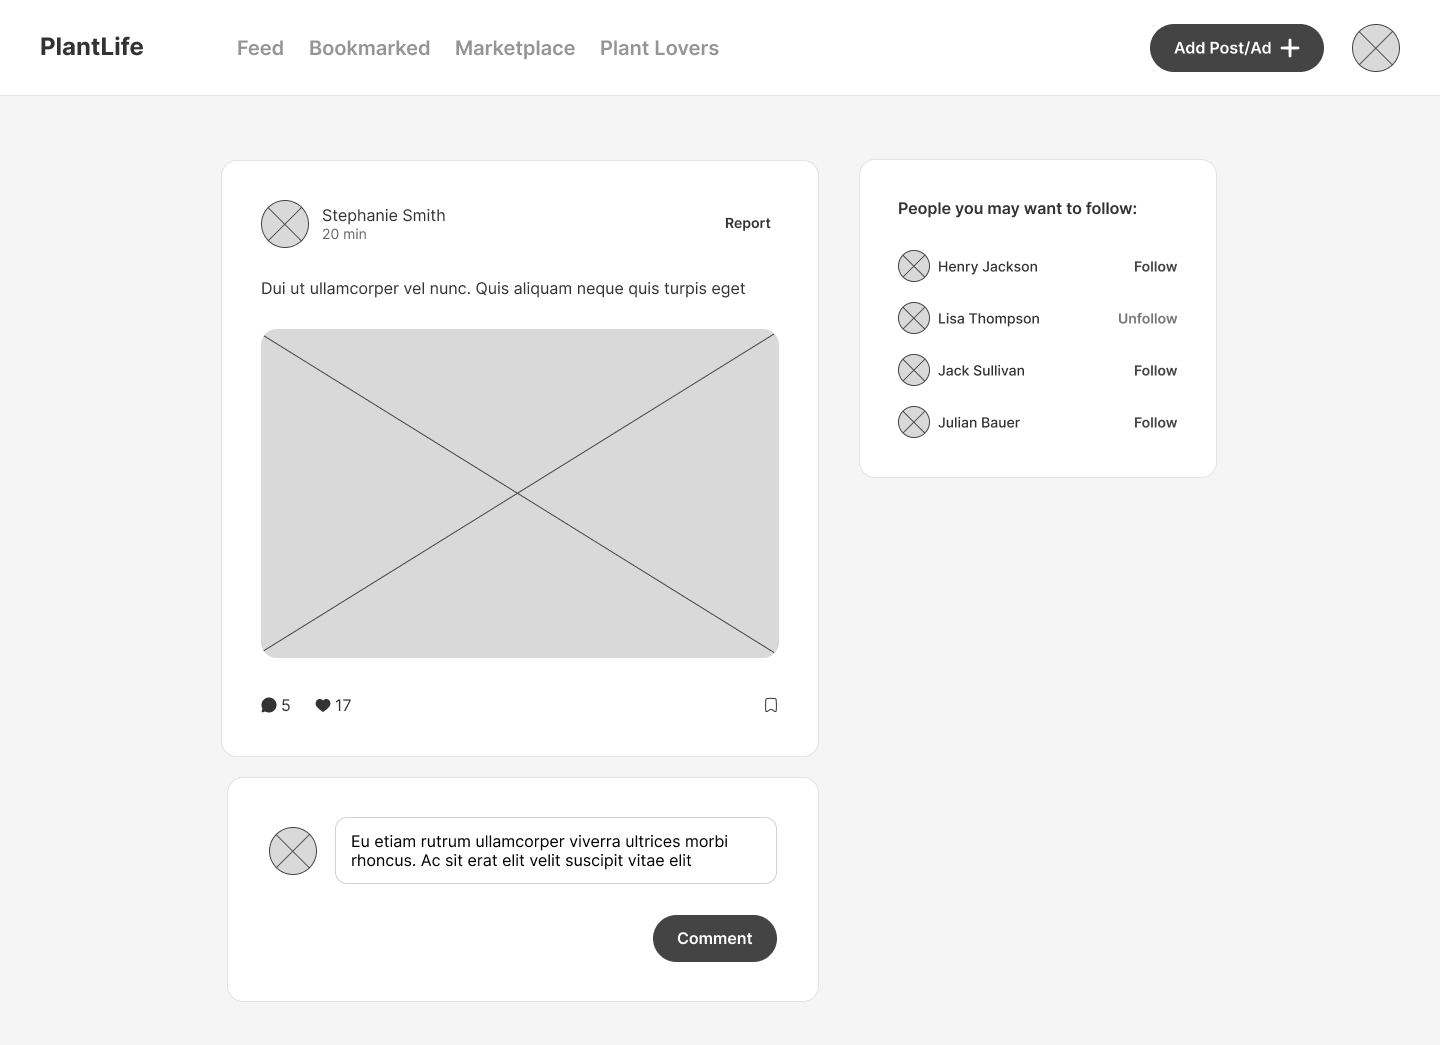 PlantLife
Feed
Bookmarked
Marketplace
Plant Lovers
Add Post/Ad
Stephanie Smith
20 min
Report
Dui ut ullamcorper vel nunc. Quis aliquam neque quis turpis eget
5
17
Eu etiam rutrum ullamcorper viverra ultrices morbi
rhoncus. Ac sit erat elit velit suscipit vitae elit
Comment
People you may want to follow:
Henry Jackson
Follow
Lisa Thompson
Unfollow
Jack Sullivan
Follow
Julian Bauer
Follow